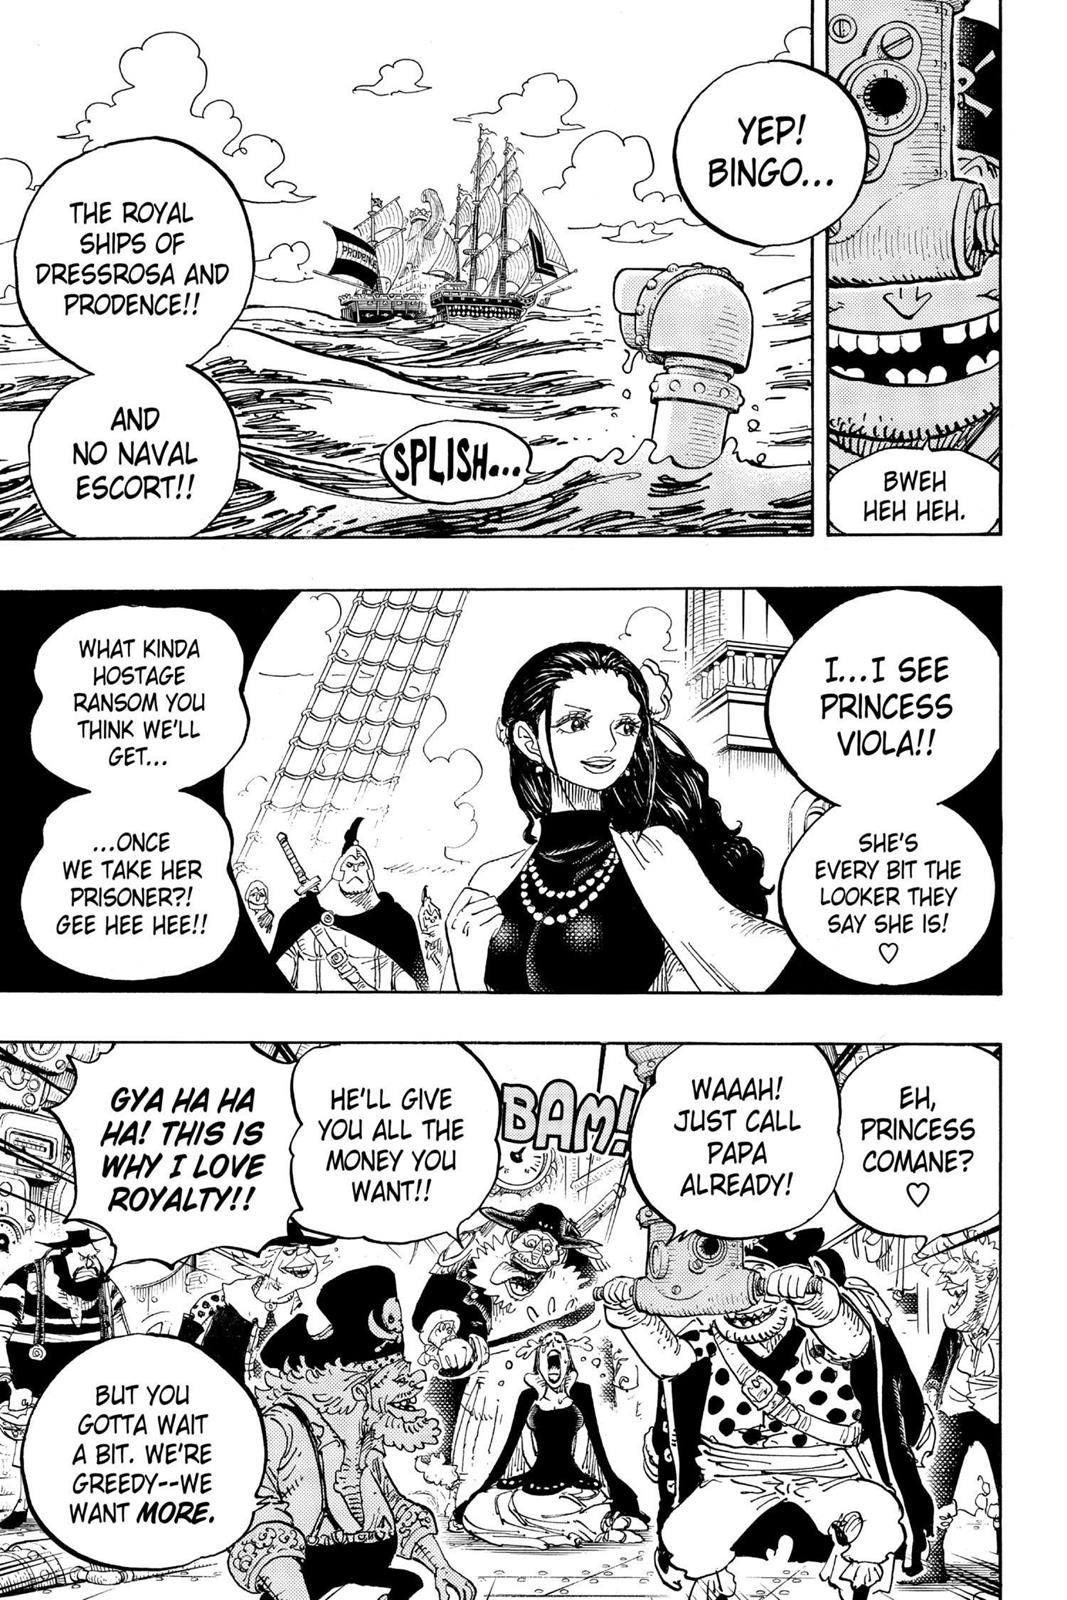 YEP!
BINGO...
BWEH
HEH HEH.
THE ROYAL
SHIPS OF
DRESSROSA AND
PRODENCE!!
AND
NO NAVAL
ESCORT!!
PRODENCE
SPLISH...
I...I SEE
PRINCESS
VIOLA!!
SHE'S
EVERY BIT THE
LOOKER THEY
SAY SHE IS!
♡
WHAT KINDA
HOSTAGE
RANSOM YOU
THINK WE'LL
GET...
...ONCE
WE TAKE HER
PRISONER?!
GEE HEE HEE!!
EH,
PRINCESS
COMANE?
♡
WAAAH!
JUST CALL
PAPA
ALREADY!
BAM!
HE'LL GIVE
YOU ALL THE
MONEY YOU
WANT!!
GYA HA HA
HA! THIS IS
WHY I LOVE
ROYALTY!!
BUT YOU
GOTTA WAIT
A BIT. WE'RE
GREEDY--WE
WANT MORE.